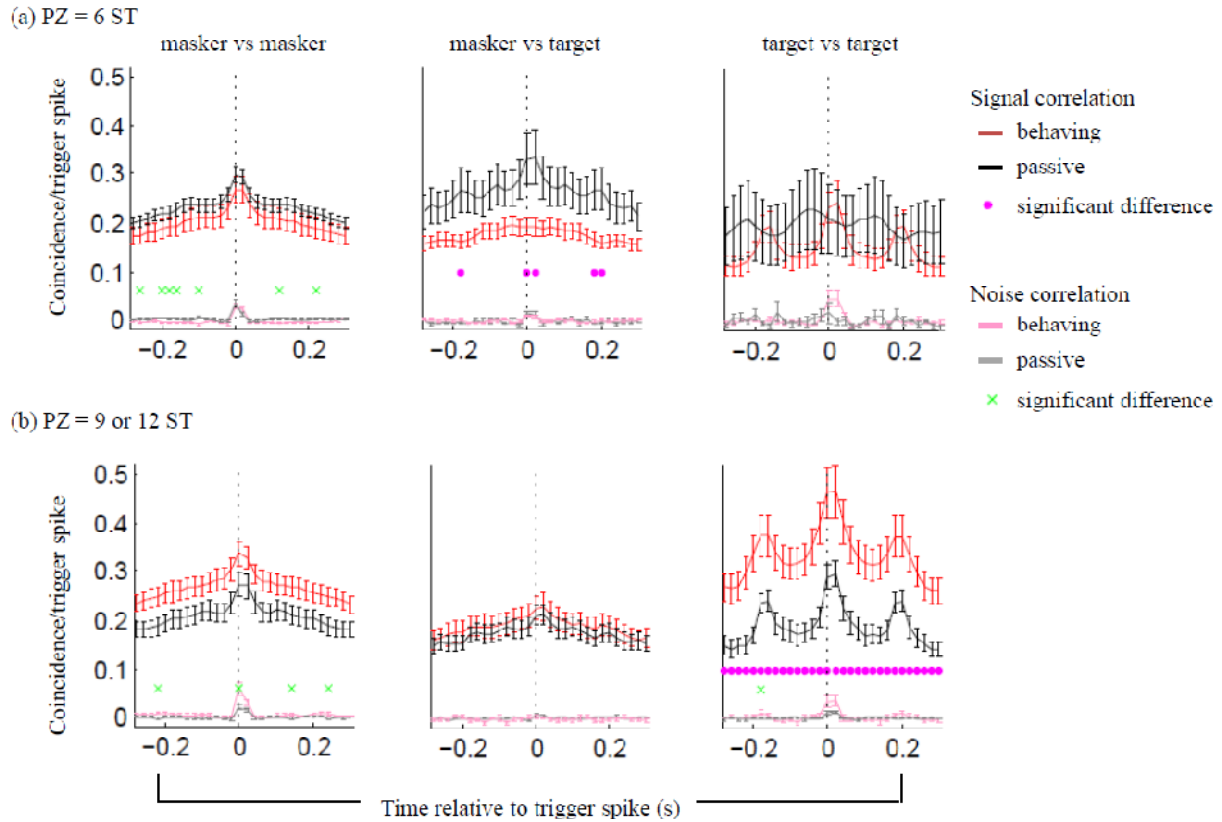 (a) PZ = 6 ST
masker vs masker
masker vs target
target vs target
Coincidence/trigger spike
0.5
0.4
0.3
0.2
0.1
0
−0.2 0 0.2
−0.2 0 0.2
−0.2 0 0.2
Signal correlation
behaving
passive
significant difference
Noise correlation
behaving
passive
significant difference
(b) PZ = 9 or 12 ST
Coincidence/trigger spike
0.5
0.4
0.3
0.2
0.1
0
−0.2 0 0.2
−0.2 0 0.2
−0.2 0 0.2
Time relative to trigger spike (s)